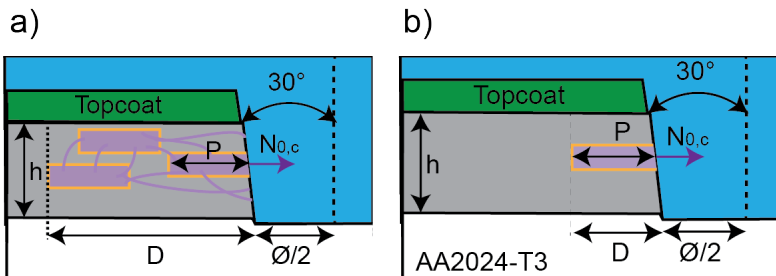 a)
30°
Topcoat
P
N0,c
h
D
Ø/2
b)
30°
Topcoat
P
N0,c
h
D
Ø/2
AA2024-T3